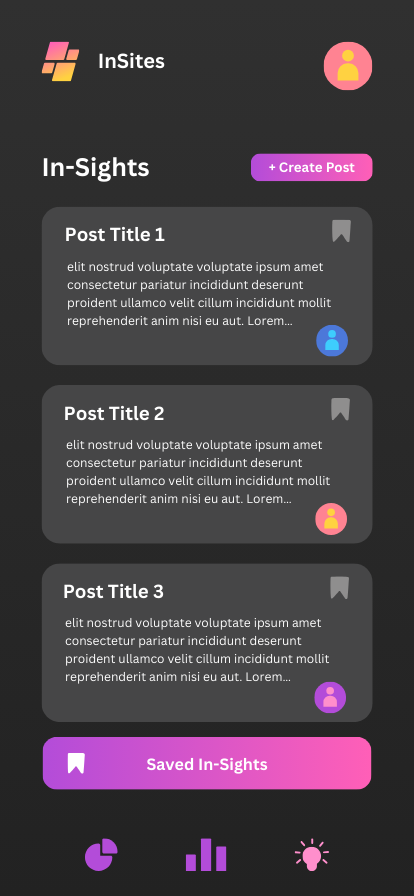 InSites
In-Sights
+ Create Post
Post Title 1
elit nostrud voluptate voluptate ipsum amet
consectetur pariatur incididunt deserunt
proident ullamco velit cillum incididunt mollit
reprehenderit anim nisi eu aut. Lorem...
Post Title 2
elit nostrud voluptate voluptate ipsum amet
consectetur pariatur incididunt deserunt
proident ullamco velit cillum incididunt mollit
reprehenderit anim nisi eu aut. Lorem...
Post Title 3
elit nostrud voluptate voluptate ipsum amet
consectetur pariatur incididunt deserunt
proident ullamco velit cillum incididunt mollit
reprehenderit anim nisi eu aut. Lorem...
Saved In-Sights